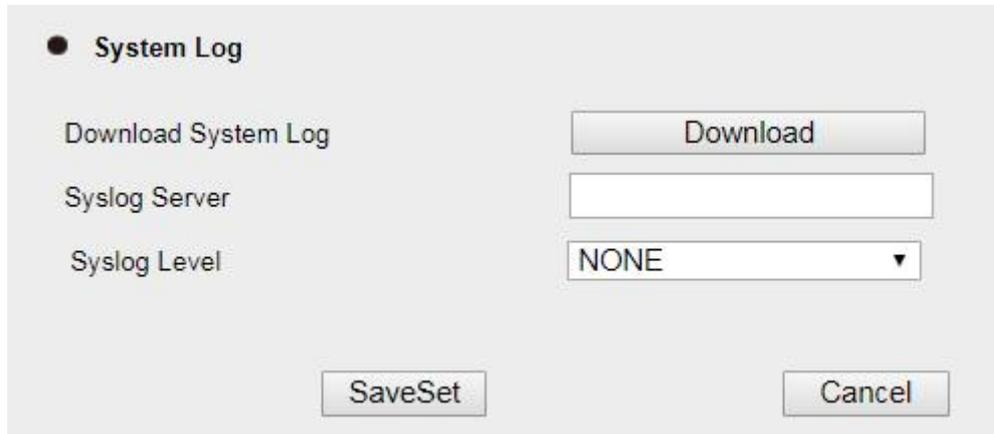 System Log
Download System Log Download
Syslog Server
Syslog Level NONE
SaveSet Cancel